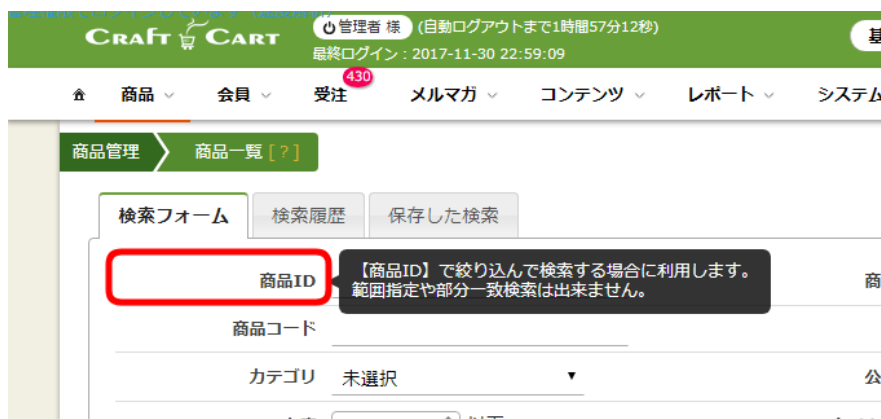 CRAFT CART
管理者 様 (自動ログアウトまで1時間57分12秒)
最終ログイン : 2017-11-30 22:59:09
430
商品 会員 受注 メルマガ コンテンツ レポート システム
商品管理 商品一覧 [ ? ]
検索フォーム 検索履歴 保存した検索
商品ID
【商品ID】で絞り込んで検索する場合に利用します。
範囲指定や部分一致検索は出来ません。
商品コード
カテゴリ 未選択